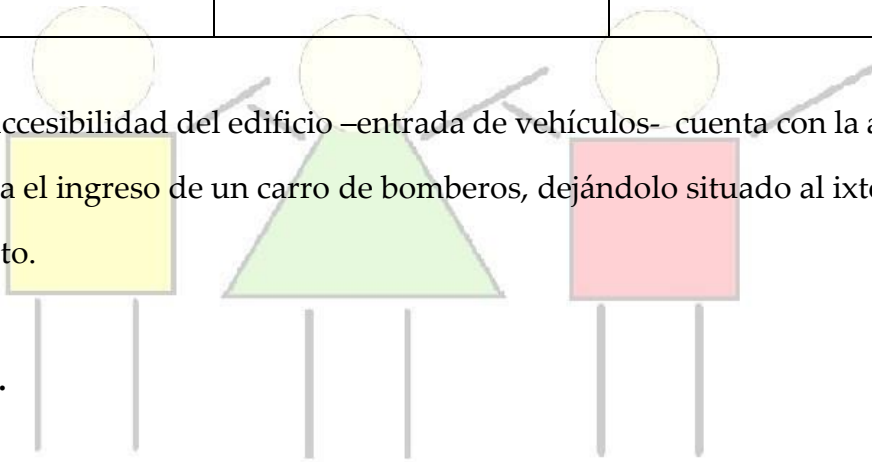 ccesibilidad del edificio –entrada de vehículos- cuenta con la a
a el ingreso de un carro de bomberos, dejándolo situado al ixte
to.
.